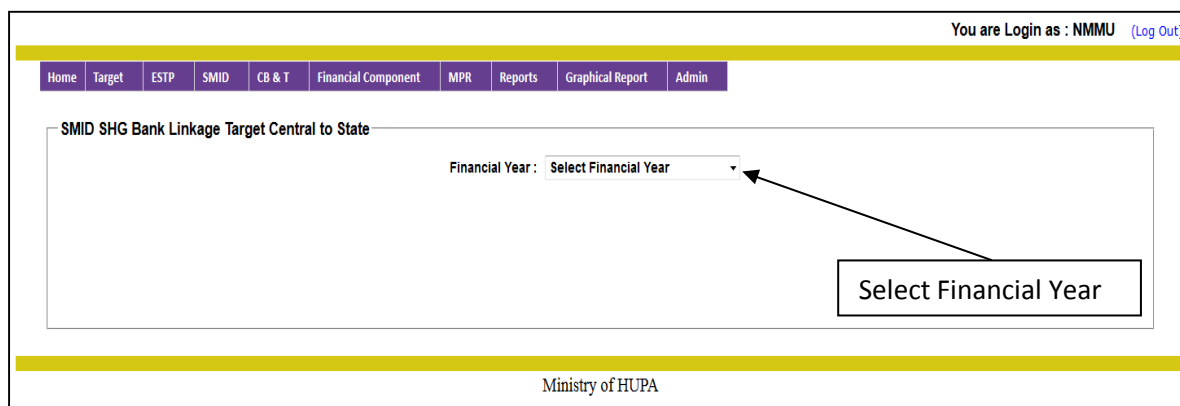 You are Login as : NMMU (Log Out)
Home Target ESTP SMID CB & T Financial Component MPR Reports Graphical Report Admin
SMID SHG Bank Linkage Target Central to State
Financial Year : Select Financial Year
Select Financial Year
Ministry of HUPA